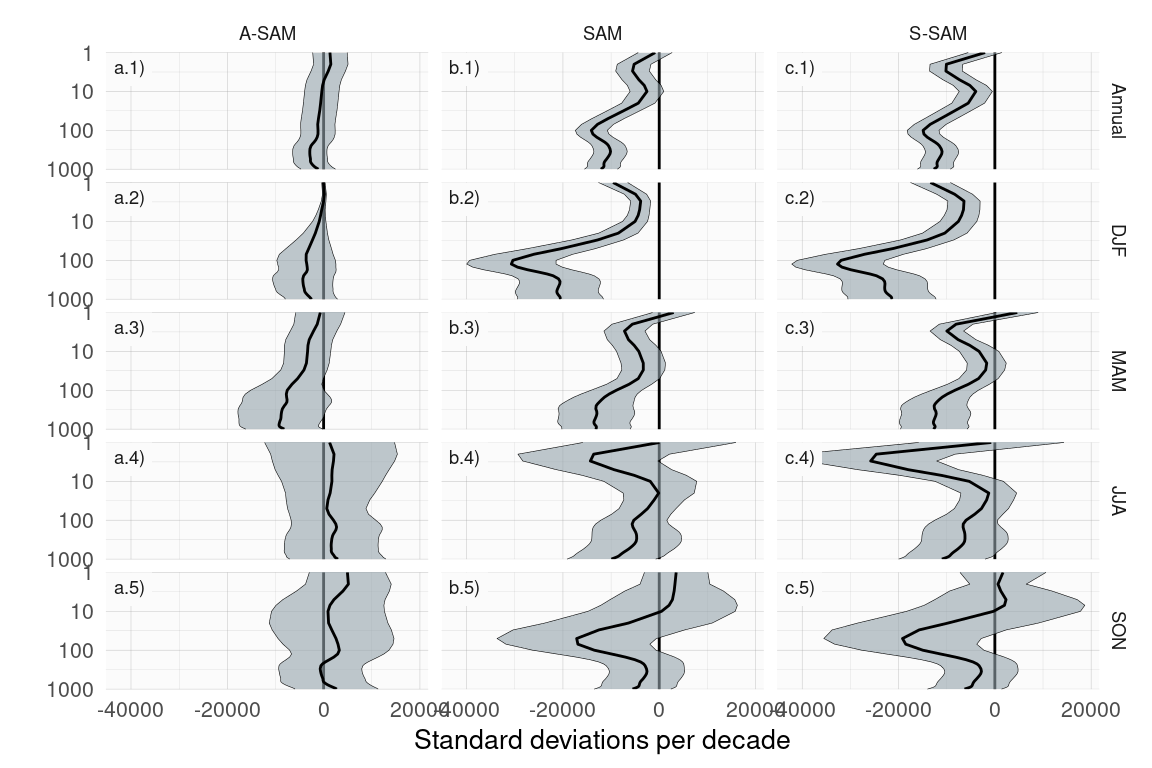 A-SAM SAM S-SAM
1 a.1) b.1) c.1) Annual
10
100
1000
1 a.2) b.2) c.2) DJF
10
100
1000
1 a.3) b.3) c.3) MAM
10
100
1000
1 a.4) b.4) c.4) JJA
10
100
1000
1 a.5) b.5) c.5) SON
10
100
1000
-40000 -20000 0 20000 -40000 -20000 0 20000 -40000 -20000 0 20000
Standard deviations per decade